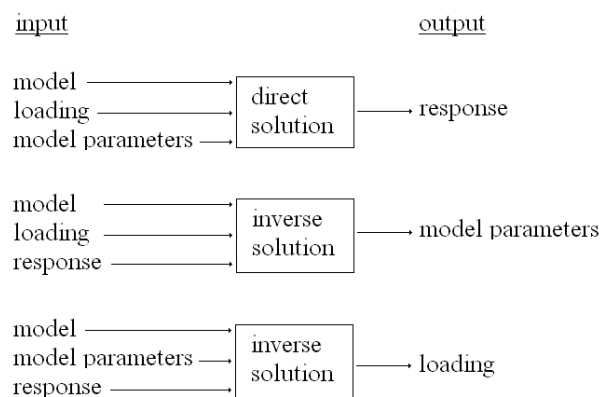 input
output
model
loading
model parameters
direct
solution
response
model
loading
response
inverse
solution
model parameters
model
model parameters
response
inverse
solution
loading